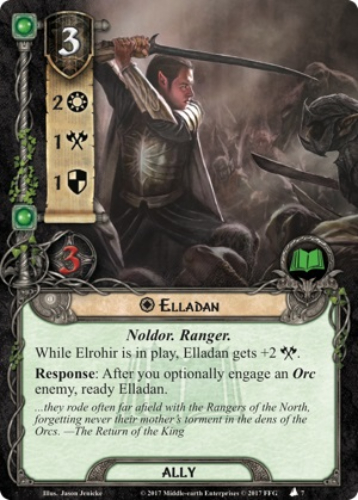 3
2
1
1
3
Elladan
Noldor. Ranger.
While Elrohir is in play, Elladan gets +2 .
Response: After you optionally engage an Orc
enemy, ready Elladan.
...they rode often far afield with the Rangers of the North,
forgetting never their mother's torment in the dens of the
Orcs. —The Return of the King
ALLY
Illus. Jason Jenicke © 2017 Middle-earth Enterprises © 2017 FFG 7